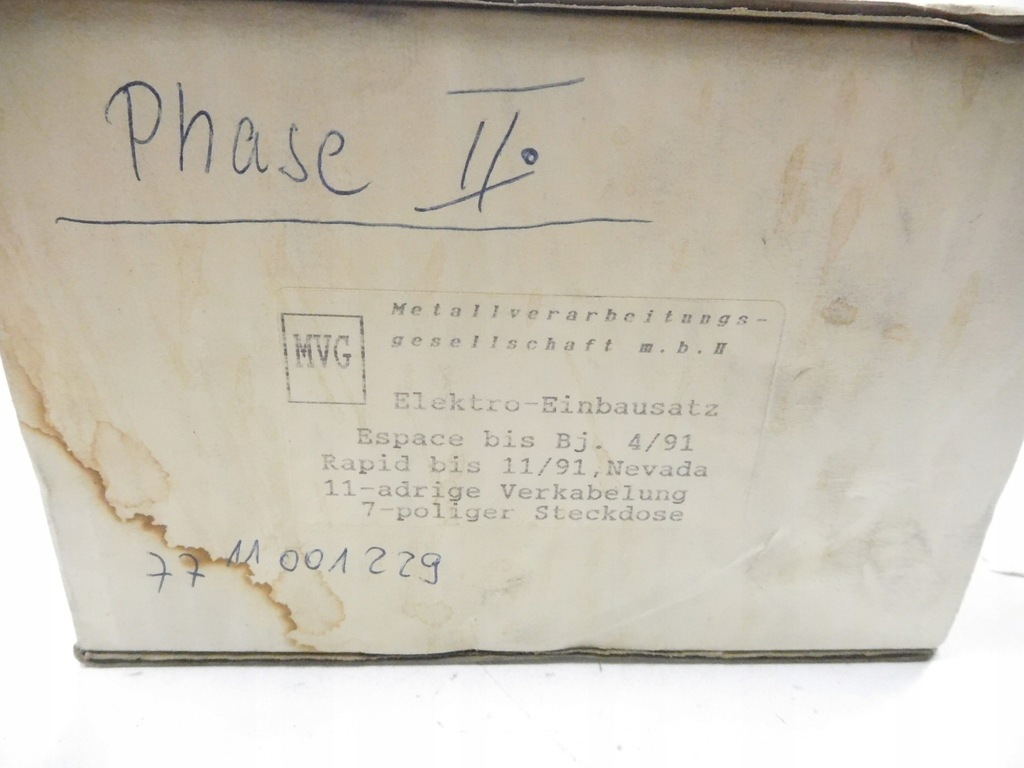 Phase II.
MVG
Metallverarbeitungs-
gesellschaft m.b.H
Elektro-Einbausatz
Espace bis Bj. 4/91
Rapid bis 11/91,Nevada
11-adrige Verkabelung
7-poliger Steckdose
77 11 001 229